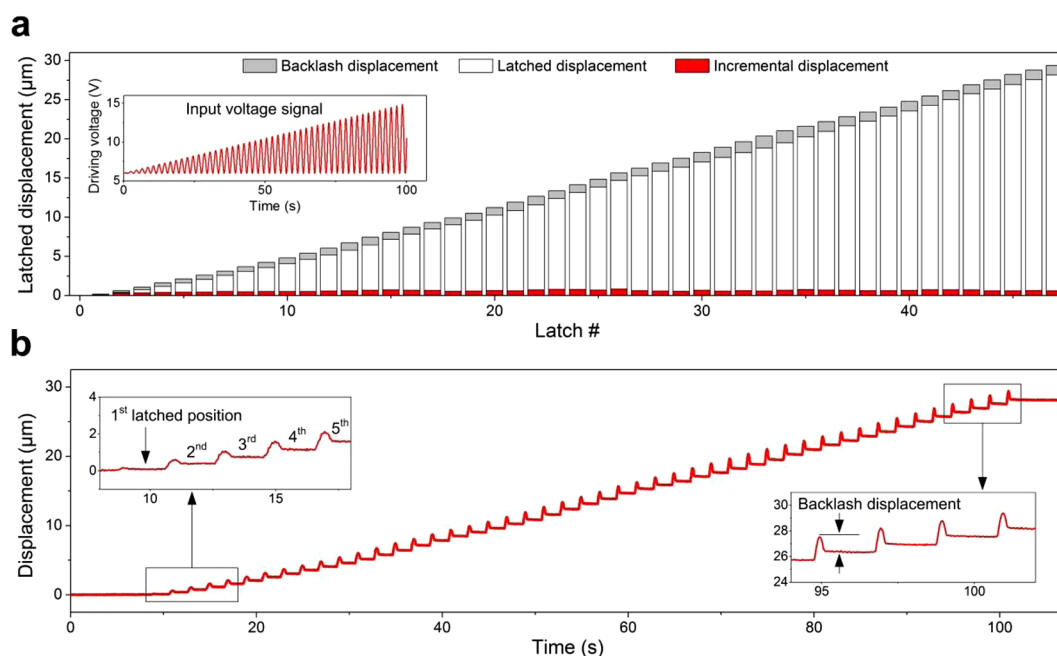 a
Latched displacement (µm)
30
25
20
15
10
5
0
Backlash displacement
Latched displacement
Incremental displacement
Input voltage signal
Driving voltage (V)
15
10
5
0
50
100
Time (s)
0
10
20
30
40
Latch #
b
Displacement (µm)
30
20
10
0
1st latched position
2nd
3rd
4th
5th
4
2
0
10
15
Backlash displacement
30
28
26
24
95
100
0
20
40
60
80
100
Time (s)